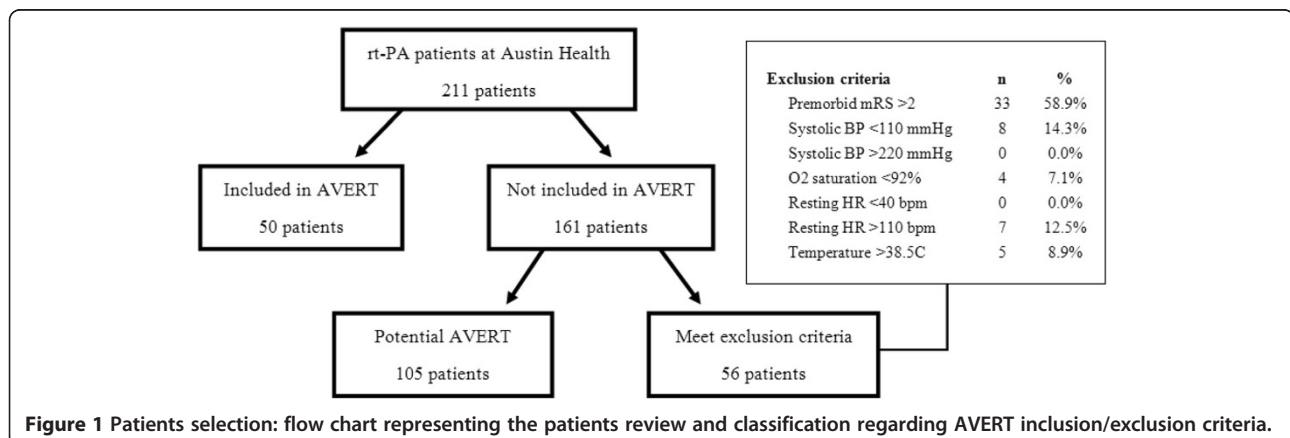 rt-PA patients at Austin Health
211 patients
Included in AVERT
50 patients
Not included in AVERT
161 patients
Potential AVERT
105 patients
Meet exclusion criteria
56 patients
Exclusion criteria n %
Premorbid mRS >2 33 58.9%
Systolic BP <110 mmHg 8 14.3%
Systolic BP >220 mmHg 0 0.0%
O2 saturation <92% 4 7.1%
Resting HR <40 bpm 0 0.0%
Resting HR >110 bpm 7 12.5%
Temperature >38.5C 5 8.9%
Figure 1 Patients selection: flow chart representing the patients review and classification regarding AVERT inclusion/exclusion criteria.